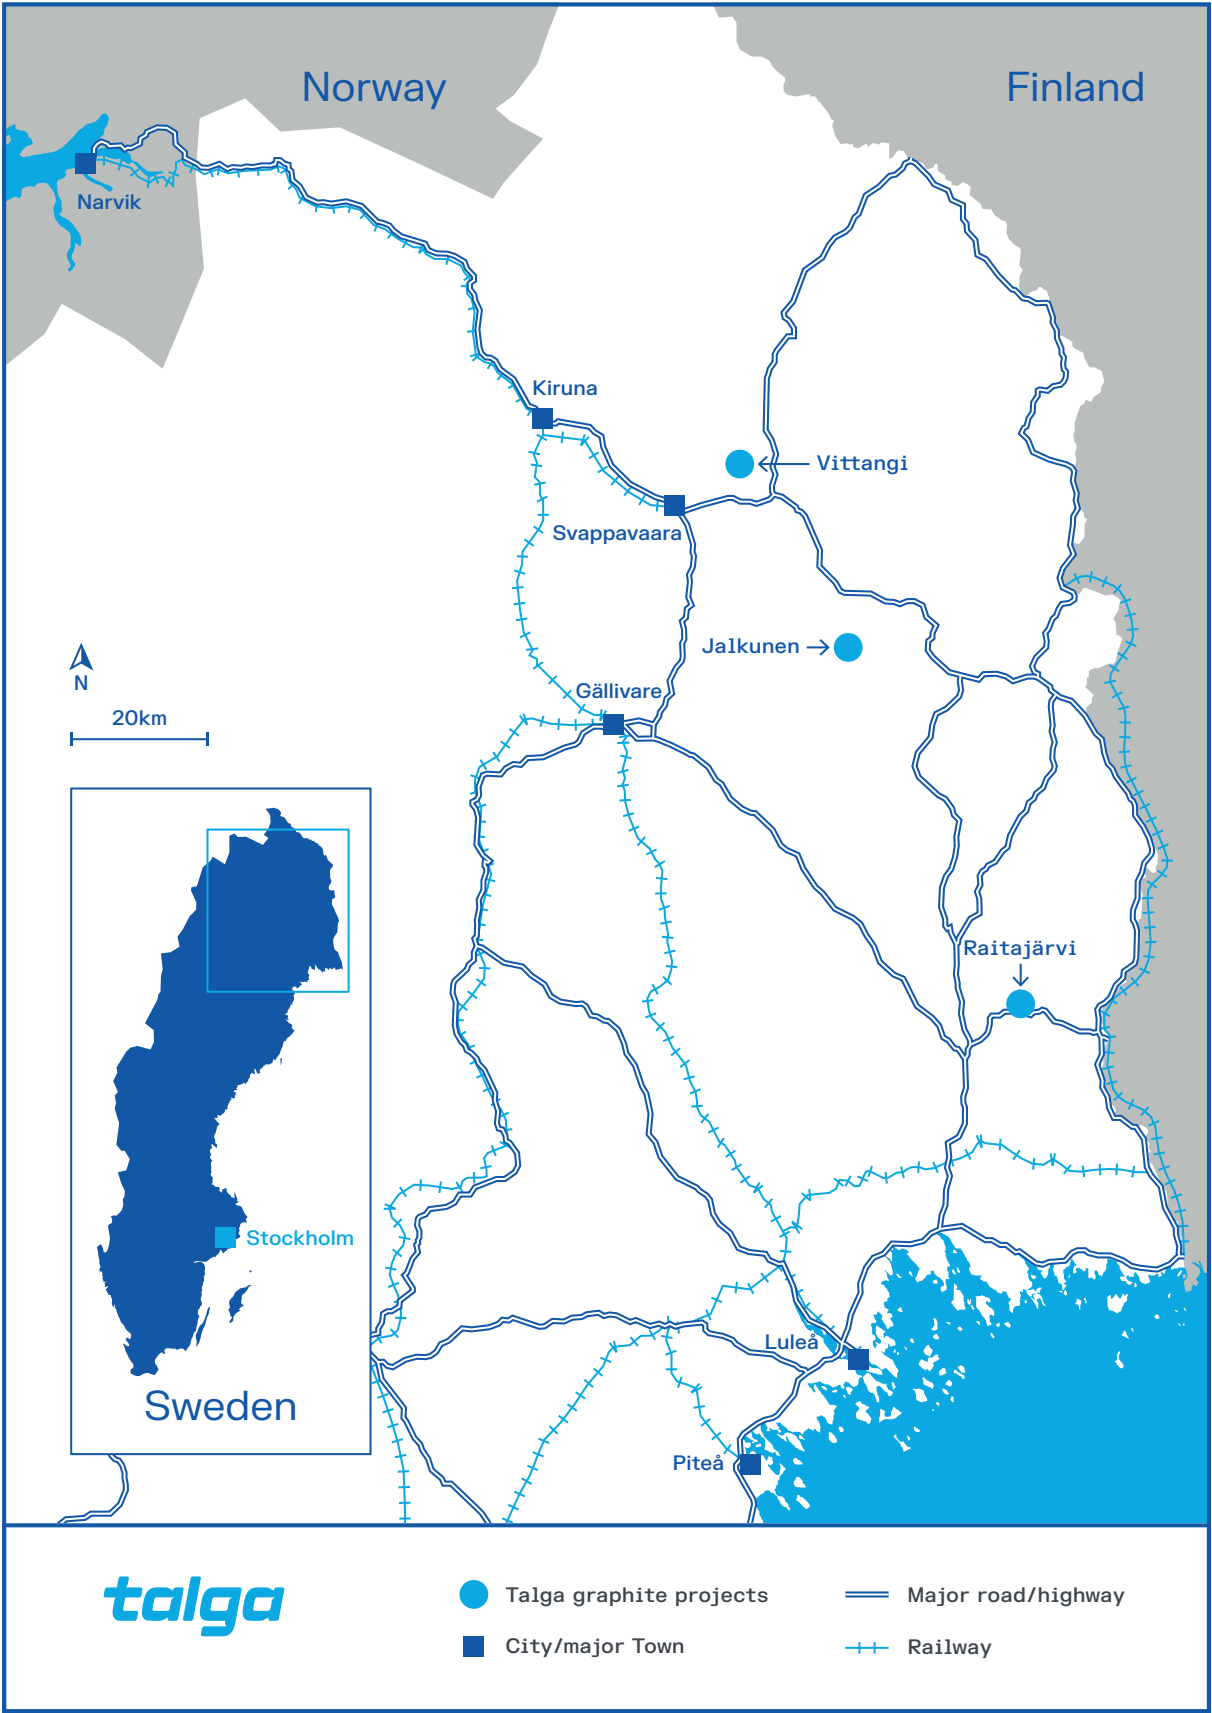 Norway
Finland
Narvik
Kiruna
Vittangi
Svappavaara
Jalkunen
N
Gällivare
20km
Raitajärvi
Stockholm
Luleå
Sweden
Piteå
talga
Talga graphite projects
Major road/highway
City/major Town
Railway